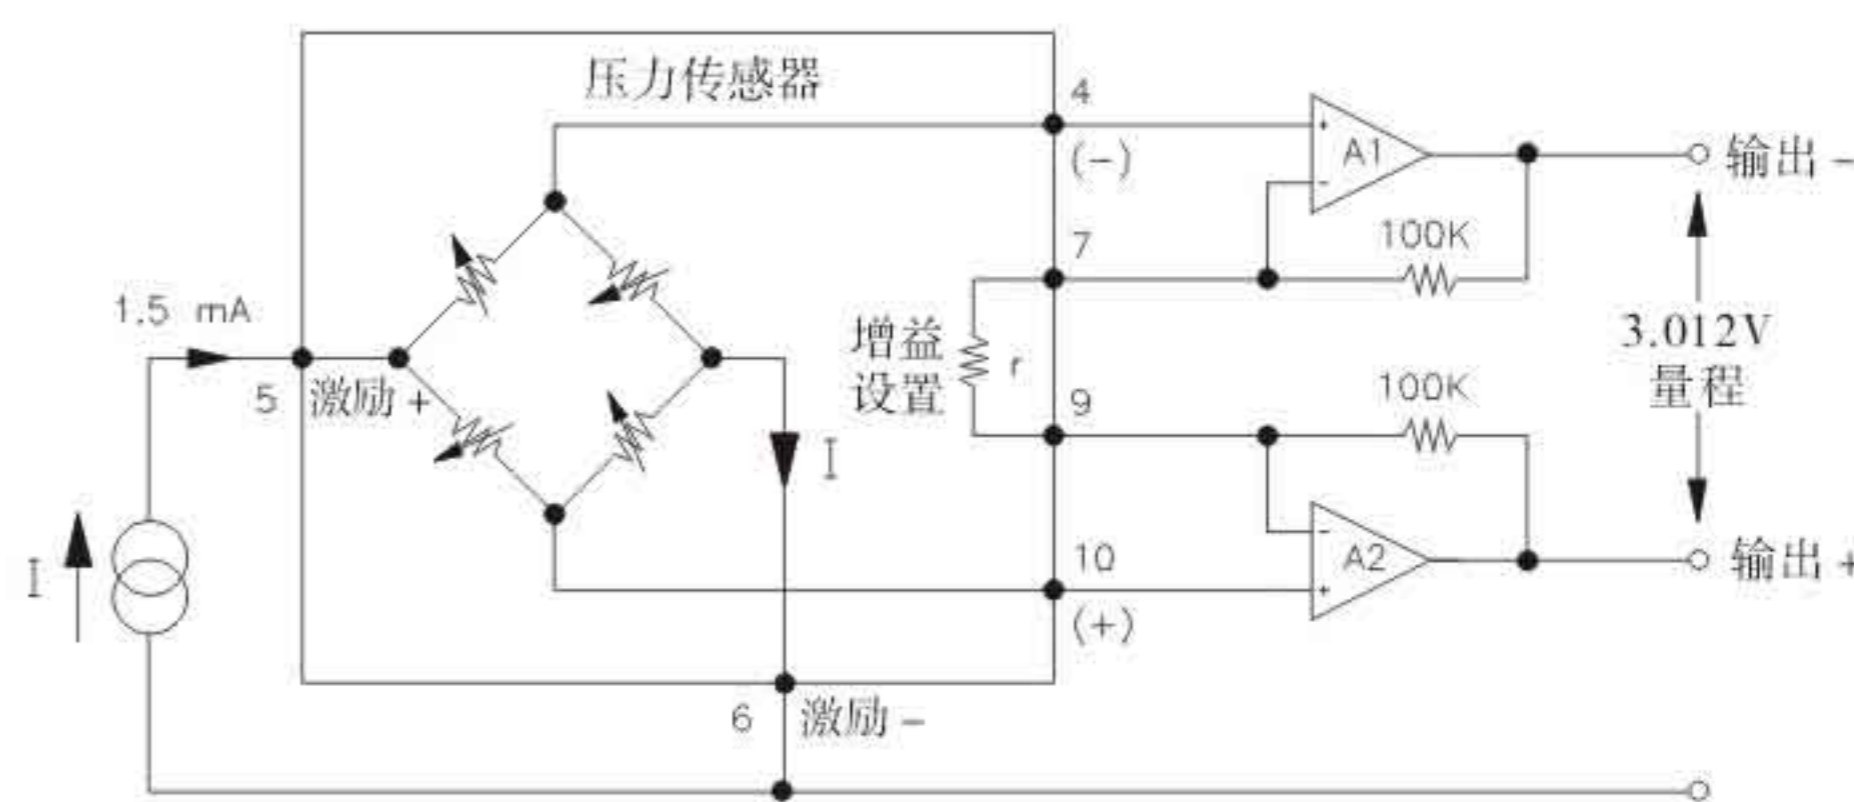 压力传感器
4
(-)
A1
+
-
输出 -
100K
7
1.5 mA
5
激励 +
增益
设置
r
3.012V
量程
9
100K
I
I
10
(+)
A2
-
+
输出 +
6
激励 -